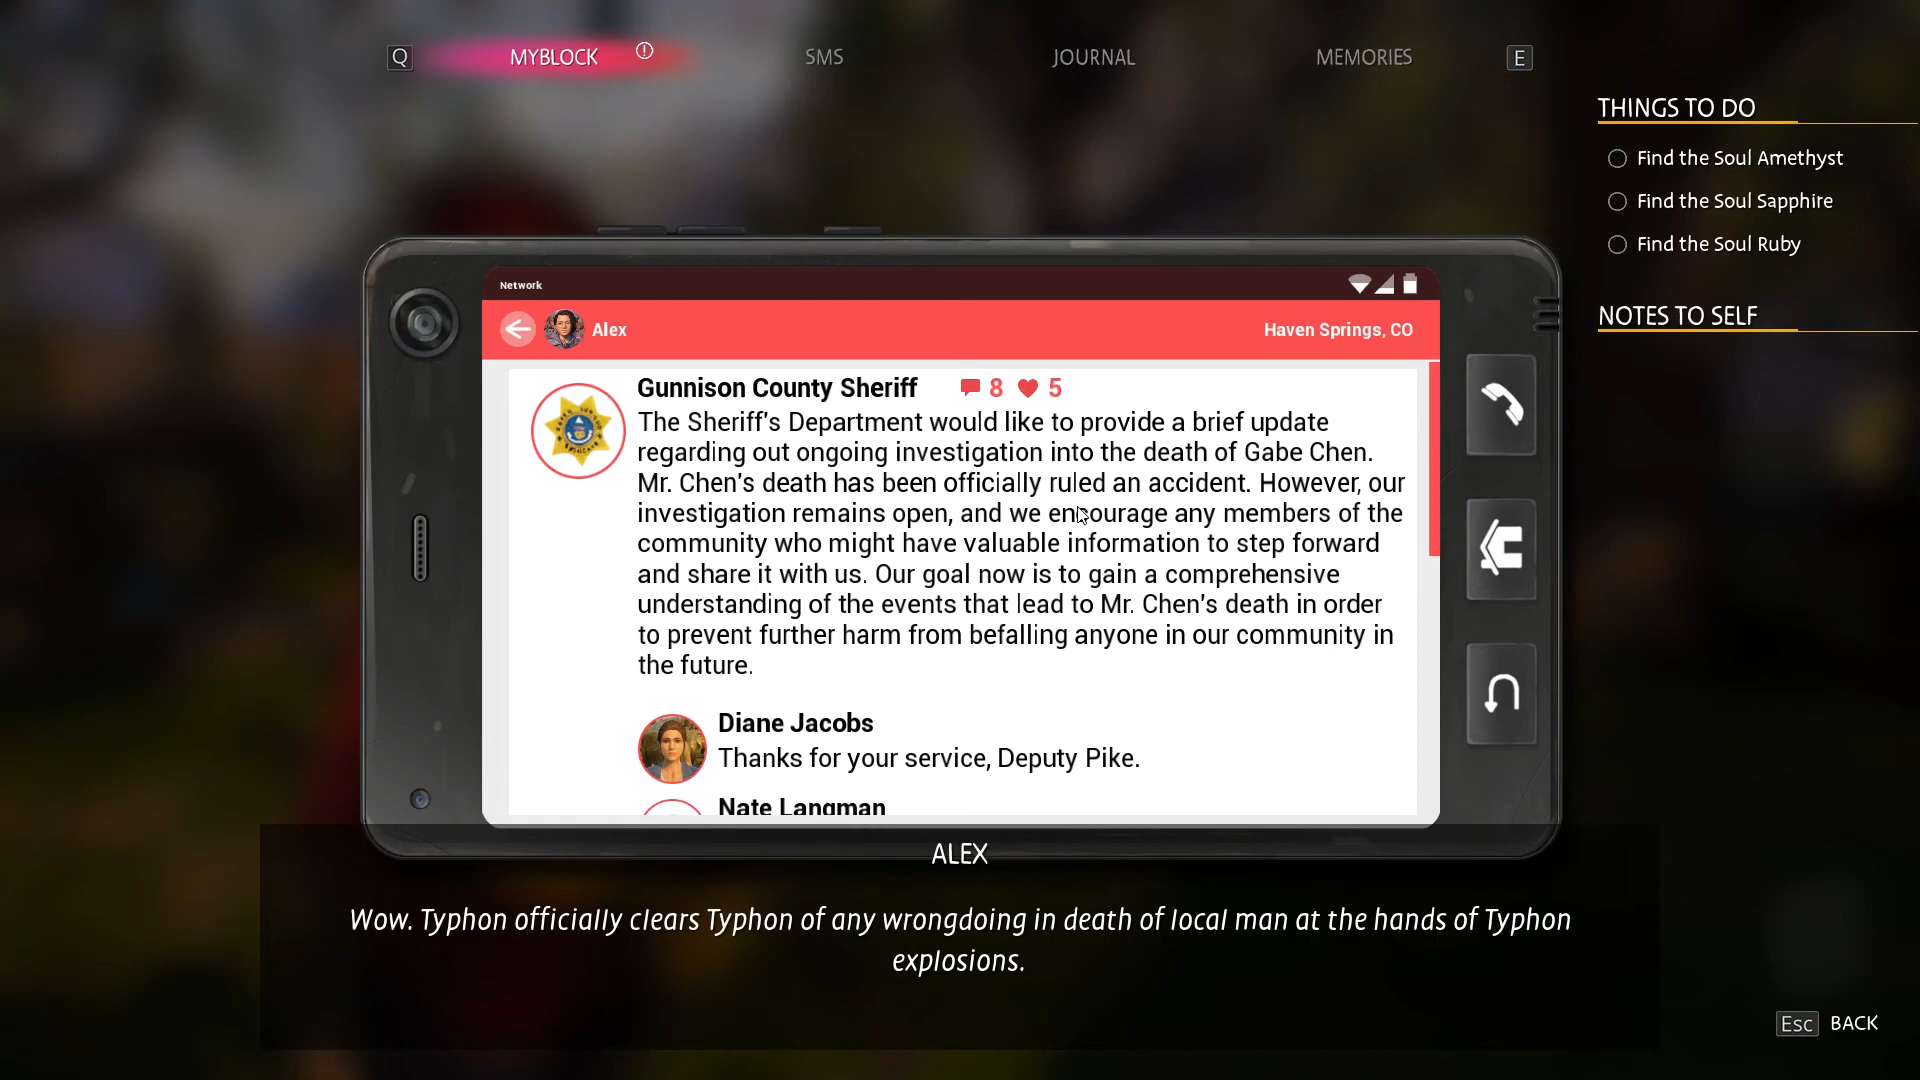 Q MYBLOCK SMS JOURNAL MEMORIES E
THINGS TO DO
Find the Soul Amethyst
Find the Soul Sapphire
Find the Soul Ruby
NOTES TO SELF
Network
Alex Haven Springs, CO
Gunnison County Sheriff 8 5
The Sheriff's Department would like to provide a brief update
regarding out ongoing investigation into the death of Gabe Chen.
Mr. Chen's death has been officially ruled an accident. However, our
investigation remains open, and we encourage any members of the
community who might have valuable information to step forward
and share it with us. Our goal now is to gain a comprehensive
understanding of the events that lead to Mr. Chen's death in order
to prevent further harm from befalling anyone in our community in
the future.
Diane Jacobs
Thanks for your service, Deputy Pike.
Nate Langman
ALEX
Wow. Typhon officially clears Typhon of any wrongdoing in death of local man at the hands of Typhon
explosions.
Esc BACK